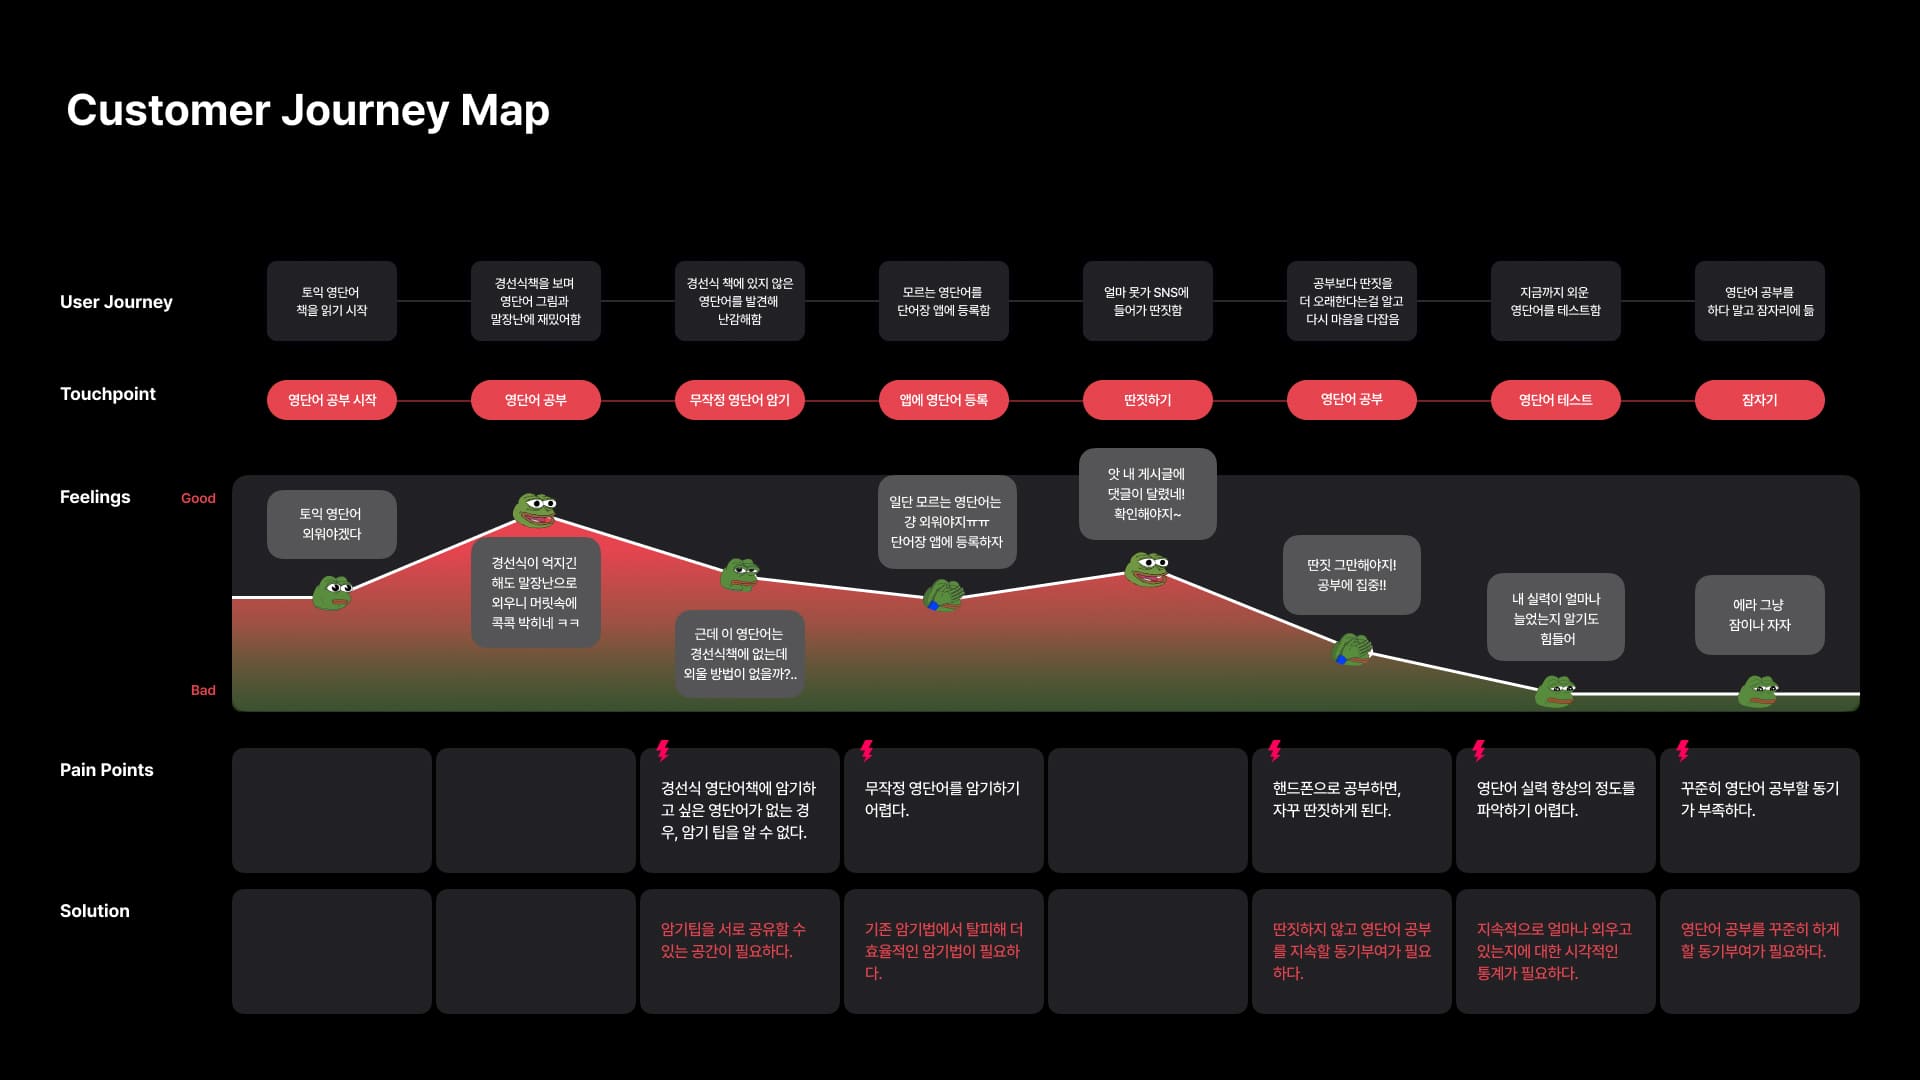 Customer Journey Map
User Journey
토익 영단어
책을 읽기 시작
경선식책을 보며
영단어 그림과
말장난에 재밌어함
경선식 책에 있지 않은
영단어를 발견해
난감해함
모르는 영단어를
단어장 앱에 등록함
얼마 못가 SNS에
들어가 딴짓함
공부보다 딴짓을
더 오래한다는걸 알고
다시 마음을 다잡음
지금까지 외운
영단어를 테스트함
영단어 공부를
하다 말고 잠자리에 듦
Touchpoint
영단어 공부 시작
영단어 공부
무작정 영단어 암기
앱에 영단어 등록
딴짓하기
영단어 공부
영단어 테스트
잠자기
Feelings
Good
Bad
토익 영단어
외워야겠다
경선식이 억지긴
해도 말장난으로
외우니 머릿속에
콕콕 박히네 ㅋㅋ
근데 이 영단어는
경선식책에 없는데
외울 방법이 없을까?..
일단 모르는 영단어는
걍 외워야지ㅠㅠ
단어장 앱에 등록하자
앗 내 게시글에
댓글이 달렸네!
확인해야지~
딴짓 그만해야지!
공부에 집중!!
내 실력이 얼마나
늘었는지 알기도
힘들어
에라 그냥
잠이나 자자
Pain Points
경선식 영단어책에 암기하
고 싶은 영단어가 없는 경
우, 암기 팁을 알 수 없다.
무작정 영단어를 암기하기
어렵다.
핸드폰으로 공부하면,
자꾸 딴짓하게 된다.
영단어 실력 향상의 정도를
파악하기 어렵다.
꾸준히 영단어 공부할 동기
가 부족하다.
Solution
암기팁을 서로 공유할 수
있는 공간이 필요하다.
기존 암기법에서 탈피해 더
효율적인 암기법이 필요하
다.
딴짓하지 않고 영단어 공부
를 지속할 동기부여가 필요
하다.
지속적으로 얼마나 외우고
있는지에 대한 시각적인
통계가 필요하다.
영단어 공부를 꾸준히 하게
할 동기부여가 필요하다.